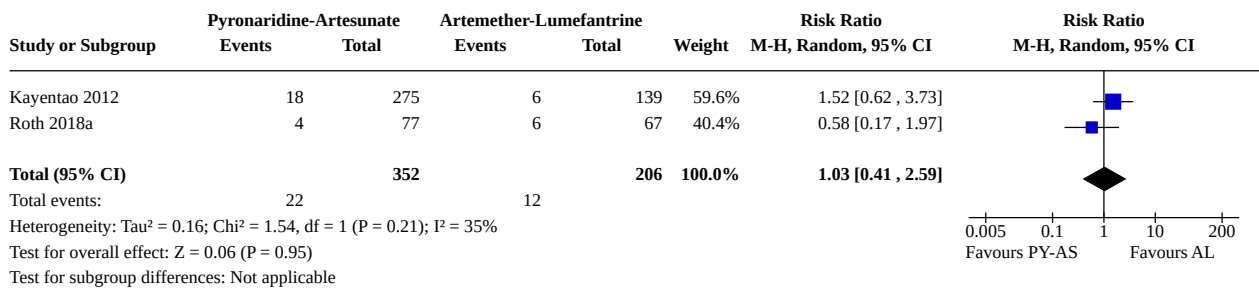 Pyronaridine-Artesunate Artemether-Lumefantrine Risk Ratio Risk Ratio
Study or Subgroup Events Total Events Total Weight M-H, Random, 95% CI M-H, Random, 95% CI
Kayentao 2012 18 275 6 139 59.6% 1.52 [0.62 , 3.73]
Roth 2018a 4 77 6 67 40.4% 0.58 [0.17 , 1.97]
Total (95% CI) 352 206 100.0% 1.03 [0.41 , 2.59]
Total events: 22 12
Heterogeneity: Tau² = 0.16; Chi² = 1.54, df = 1 (P = 0.21); I² = 35%
0.005 0.1 1 10 200
Test for overall effect: Z = 0.06 (P = 0.95)
Favours PY-AS Favours AL
Test for subgroup differences: Not applicable